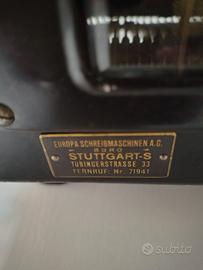 EUROPA SCHREIBMASCHINEN A.G.
BÜRO
STUTTGART-S
TÜBINGERSTRASSE 33
FERNRUF: Nr. 71941
subito